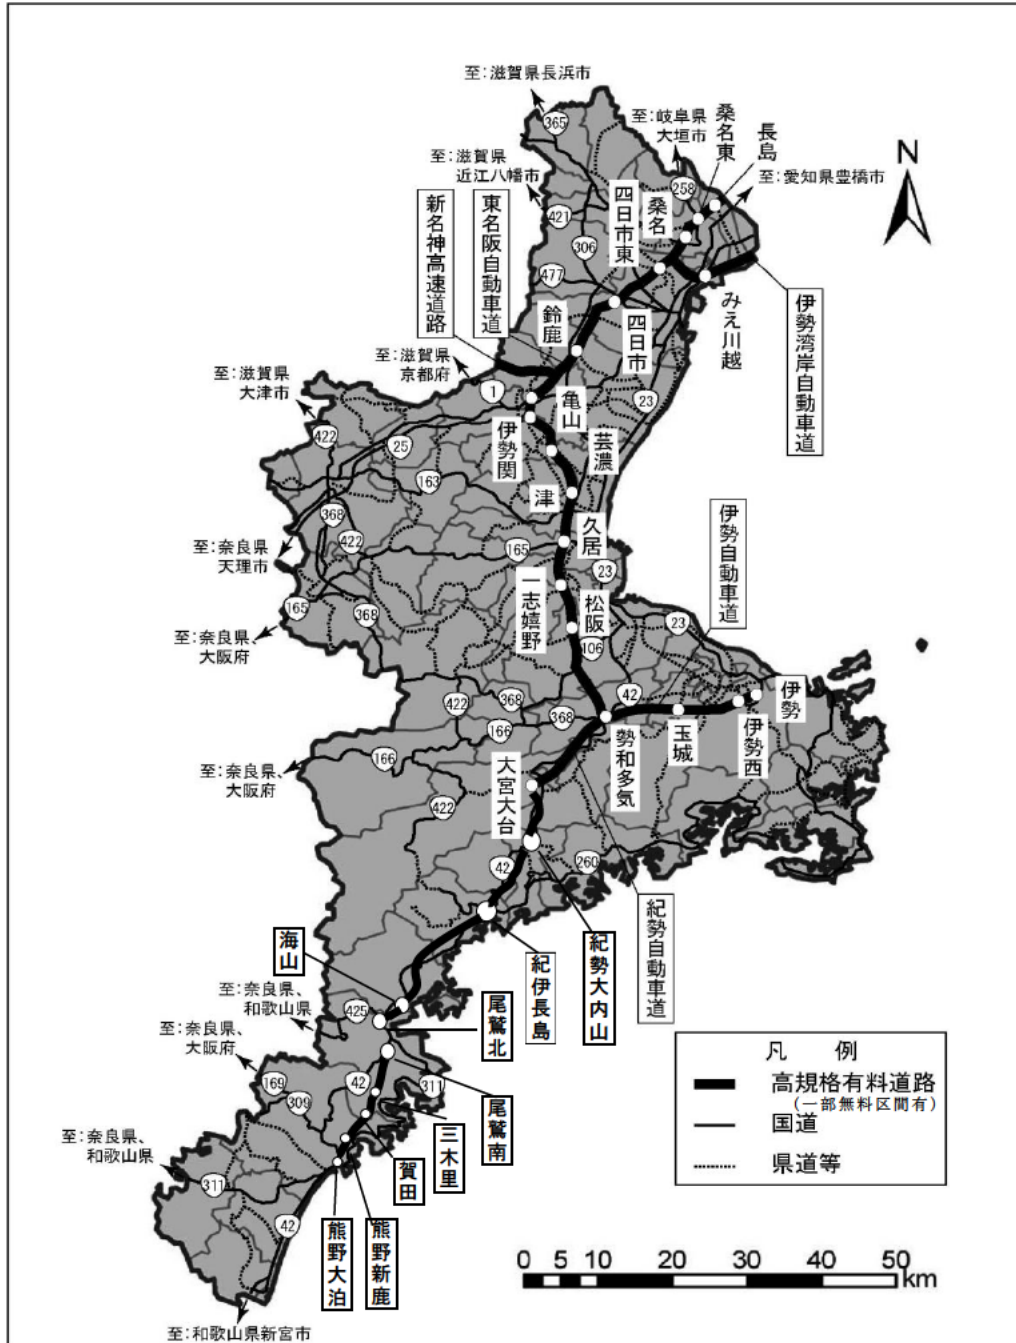 至：滋賀県長浜市
365
至：岐阜県
大垣市
桑名東
長島
至：愛知県豊橋市
N
至：滋賀県
近江八幡市
258
421
新名神高速道路
東名阪自動車道
四日市東
桑名
306
477
鈴鹿
四日市
みえ川越
伊勢湾岸自動車道
至：滋賀県
京都府
至：滋賀県
大津市
1
23
亀山
伊勢関
422
25
芸濃
163
津
368
422
久居
165
至：奈良県
天理市
伊勢自動車道
23
一志嬉野
松阪
165
368
23
至：奈良県、
大阪府
106
42
伊勢
422
368
368
166
玉城
伊勢西
勢和多気
166
至：奈良県、
大阪府
大宮大台
422
42
260
紀勢自動車道
海山
紀伊長島
紀勢大内山
至：奈良県、
和歌山県
425
尾鷲北
至：奈良県、
大阪府
169
42
311
309
尾鷲南
三木里
至：奈良県、
和歌山県
賀田
311
42
熊野大泊
熊野新鹿
至：和歌山県新宮市
凡　例
高規格有料道路
（一部無料区間有）
国道
県道等
0 10 20 30 40 50
km